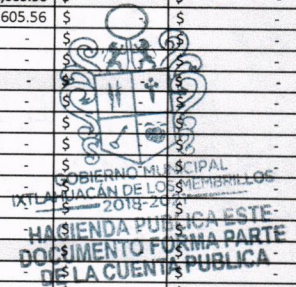 605.56 $ $ -
- $ $ -
- $ $ -
- $ $ -
GOBIERNO MUNICIPAL
IXTLAHUACÁN DE LOS MEMBRILLOS
2018-2021
HACIENDA PUBLICA ESTE
DOCUMENTO FORMA PARTE
DE LA CUENTA PUBLICA